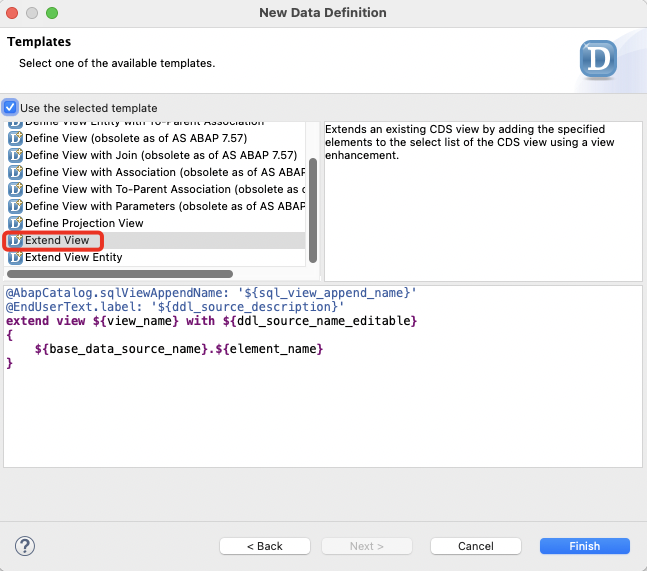 New Data Definition
Templates
Select one of the available templates.
D
Use the selected template
Define View Entity with To-Parent Association
Define View (obsolete as of ABAP 7.57)
Define View with Join (obsolete as of AS ABAP 7.57)
Define View with Association (obsolete as of AS ABAP
Define View with To-Parent Association (obsolete as o
Define View with Parameters (obsolete as of AS ABAP
Define Projection View
Extend View
Extend View Entity
Extends an existing CDS view by adding the specified
elements to the select list of the CDS view using a view
enhancement.
@AbapCatalog.sqlViewAppendName: '${sql_view_append_name}'
@EndUserText.label: '${ddl_source_description}'
extend view ${view_name} with ${ddl_source_name_editable}
{
    ${base_data_source_name}.${element_name}
}
?
< Back
Next >
Cancel
Finish